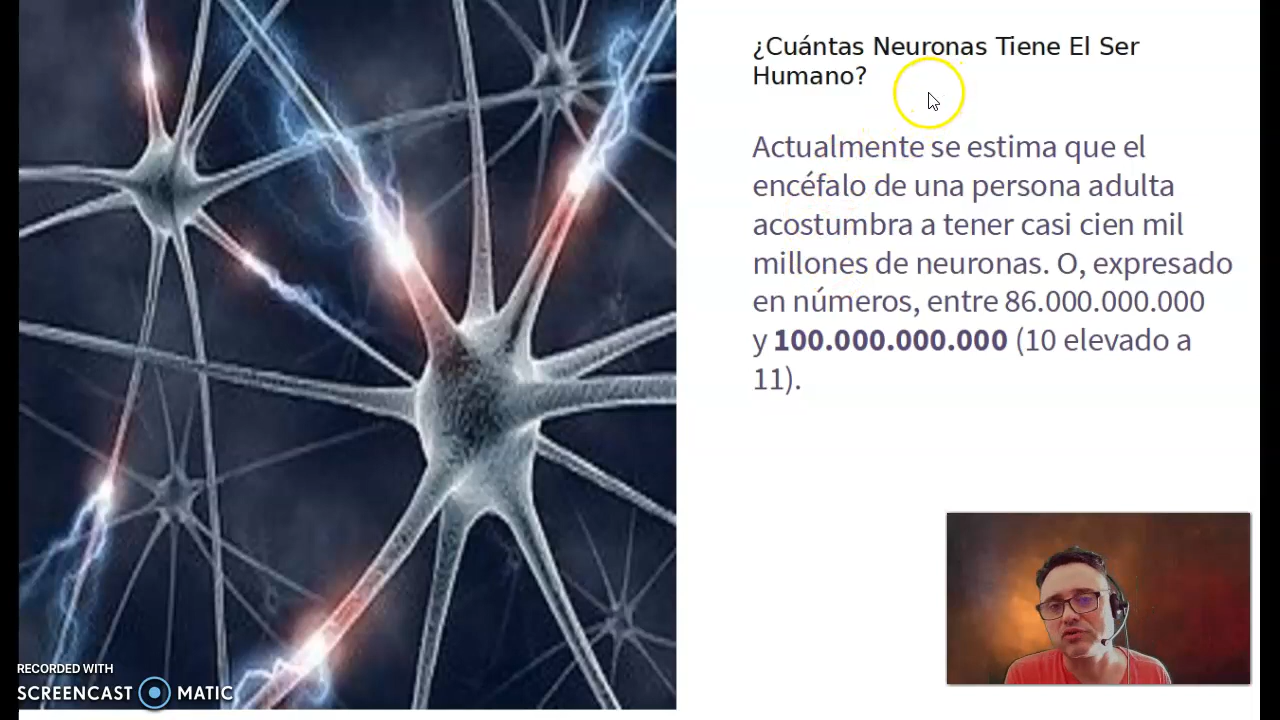 ¿Cuántas Neuronas Tiene El Ser
Humano?
Actualmente se estima que el
encéfalo de una persona adulta
acostumbra a tener casi cien mil
millones de neuronas. O, expresado
en números, entre 86.000.000.000
y 100.000.000.000 (10 elevado a
11).
RECORDED WITH
SCREENCAST MATIC